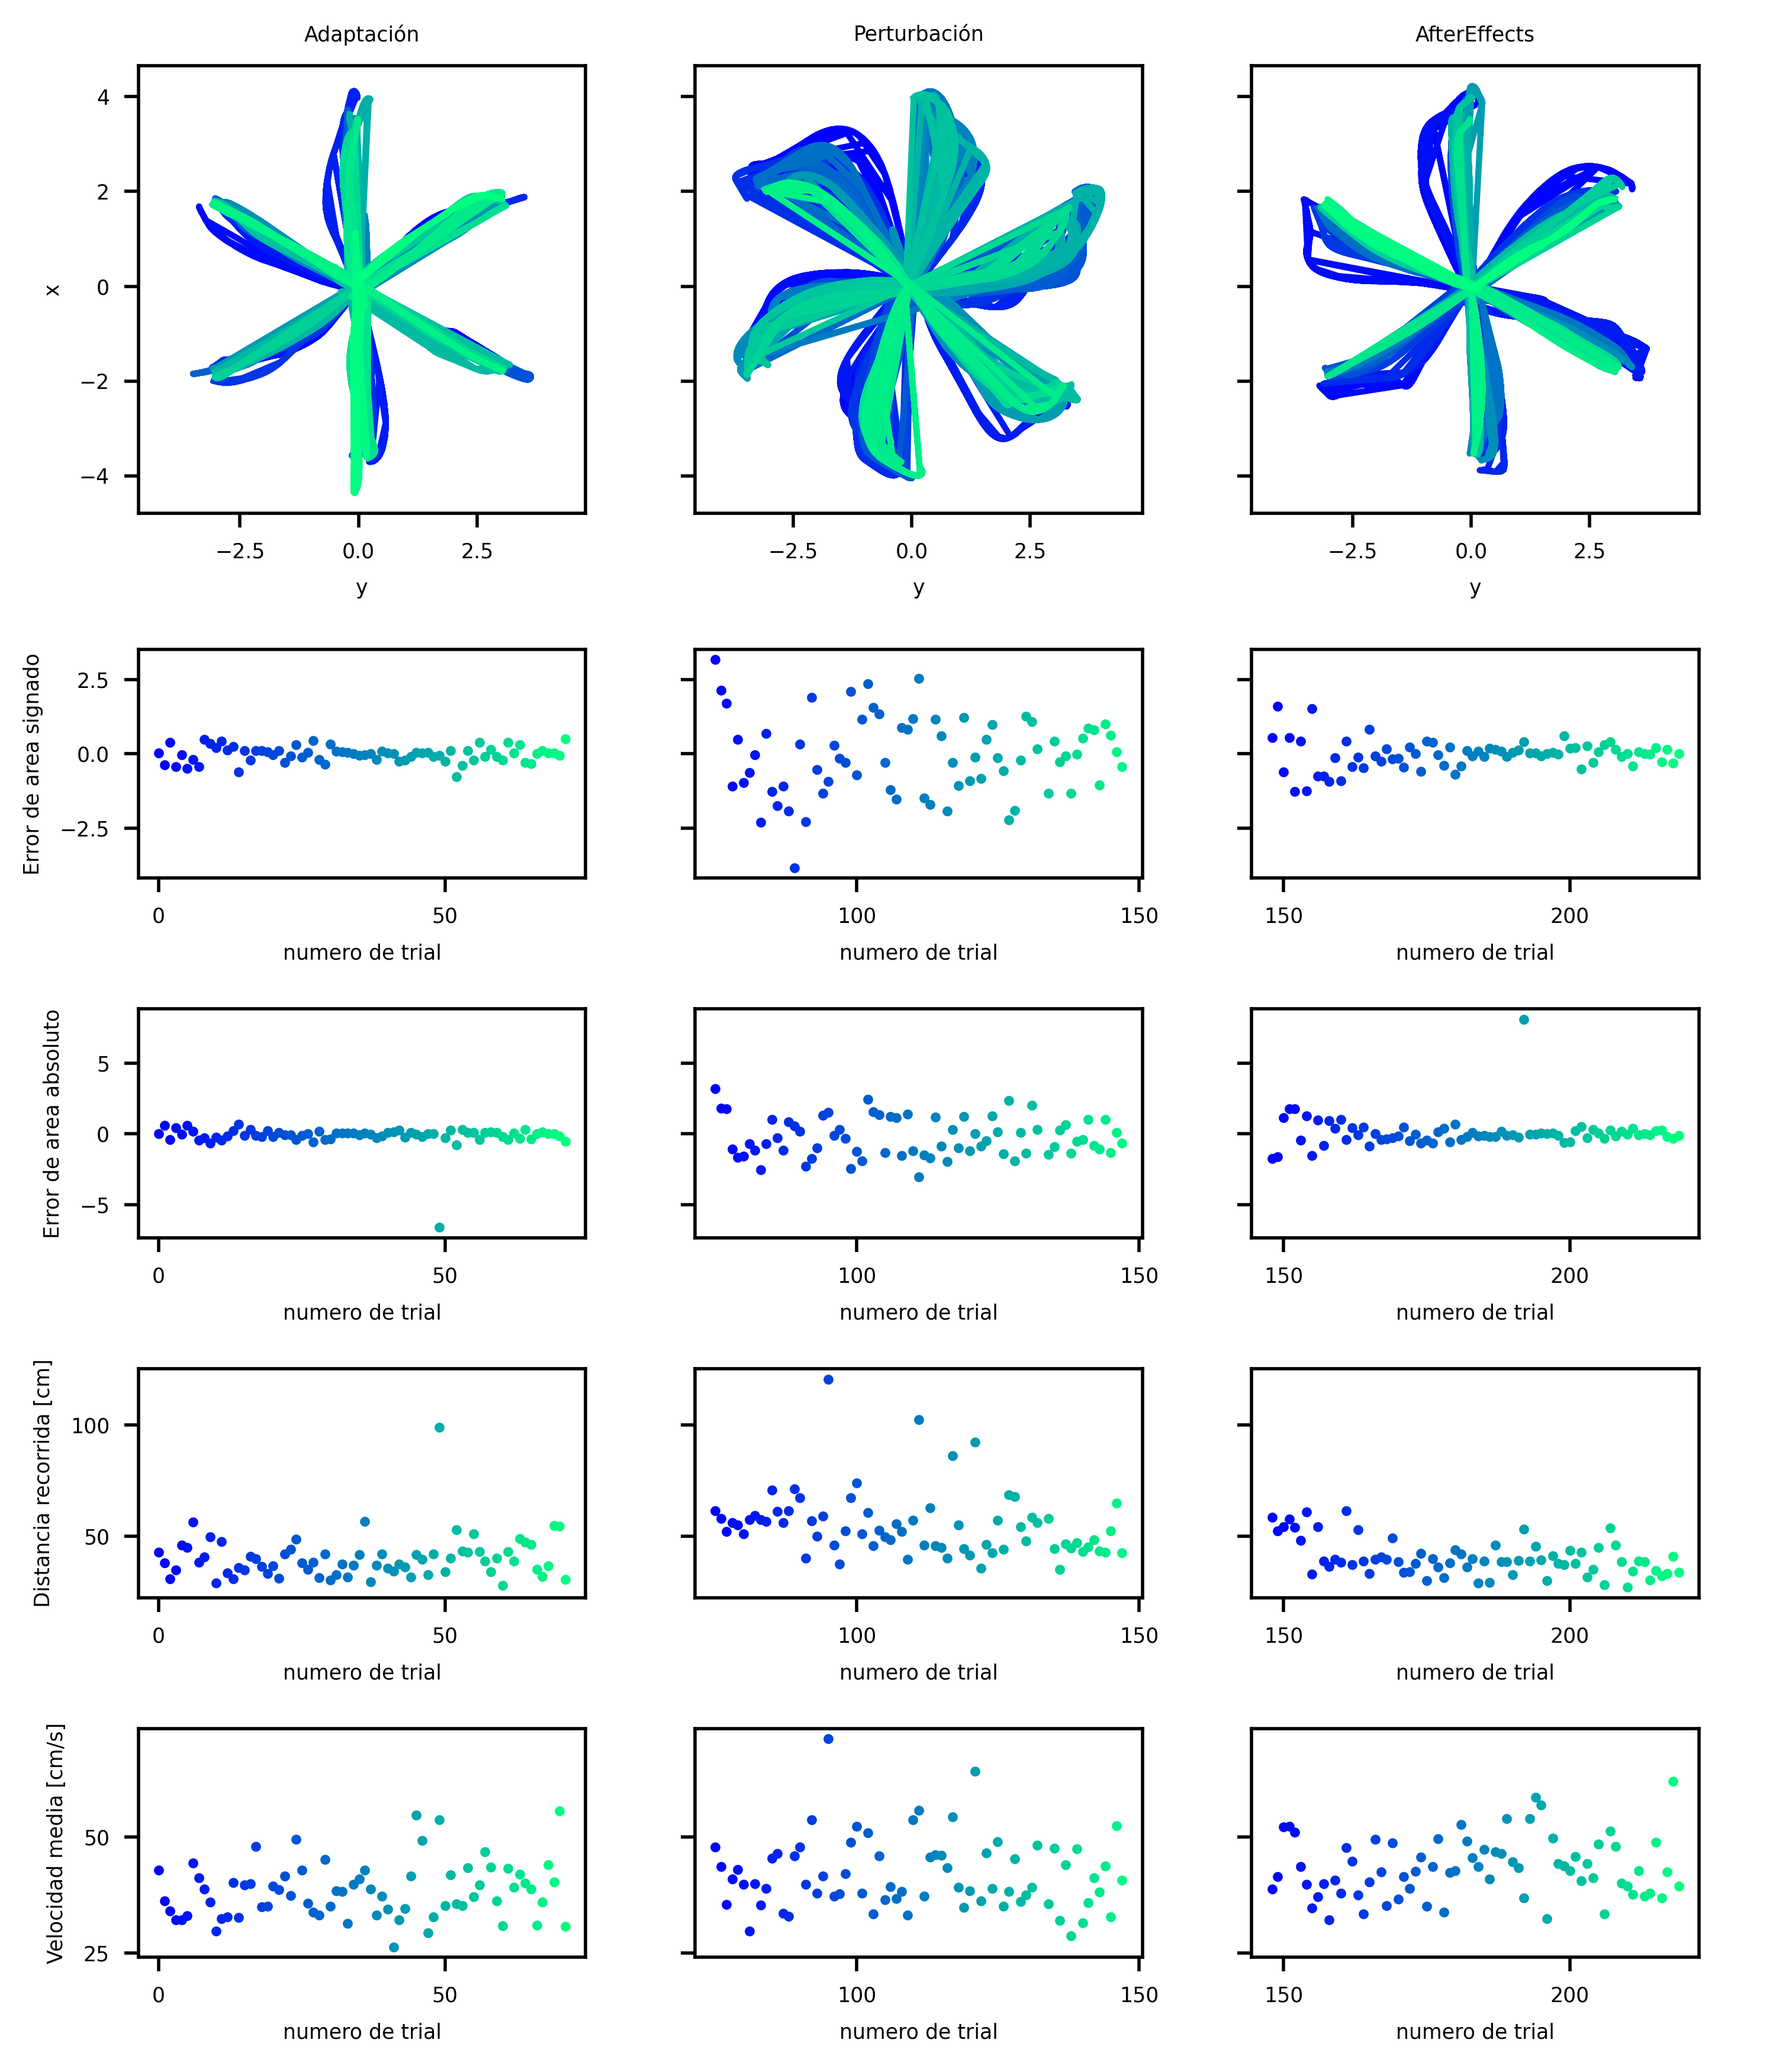 Adaptación Perturbación AfterEffects
4
2
0
−2
−4
x
−2.5 0.0 2.5 −2.5 0.0 2.5 −2.5 0.0 2.5
y y y
Error de area signado
2.5
0.0
−2.5
0 50 100 150 150 200
numero de trial numero de trial numero de trial
Error de area absoluto
5
0
−5
0 50 100 150 150 200
numero de trial numero de trial numero de trial
Distancia recorrida [cm]
100
50
0 50 100 150 150 200
numero de trial numero de trial numero de trial
Velocidad media [cm/s]
50
25
0 50 100 150 150 200
numero de trial numero de trial numero de trial